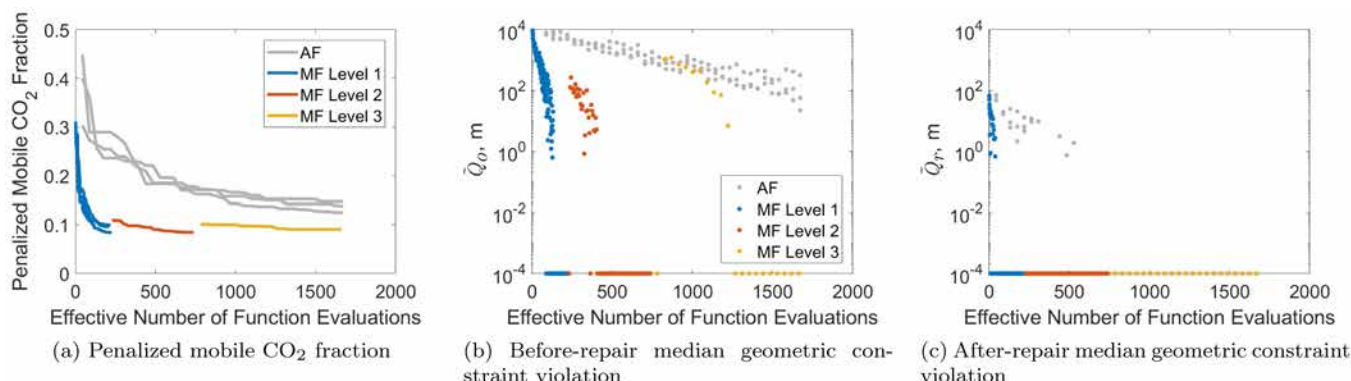 0.5
0.4
0.3
0.2
0.1
0
Penalized Mobile CO2 Fraction
AF
MF Level 1
MF Level 2
MF Level 3
0 500 1000 1500 2000
Effective Number of Function Evaluations
(a) Penalized mobile CO2 fraction
10^4
10^2
10^0
10^-2
10^-4
Q̃o, m
AF
MF Level 1
MF Level 2
MF Level 3
0 500 1000 1500 2000
Effective Number of Function Evaluations
(b) Before-repair median geometric con-
straint violation
10^4
10^2
10^0
10^-2
10^-4
Q̃r, m
0 500 1000 1500 2000
Effective Number of Function Evaluations
(c) After-repair median geometric constraint
violation